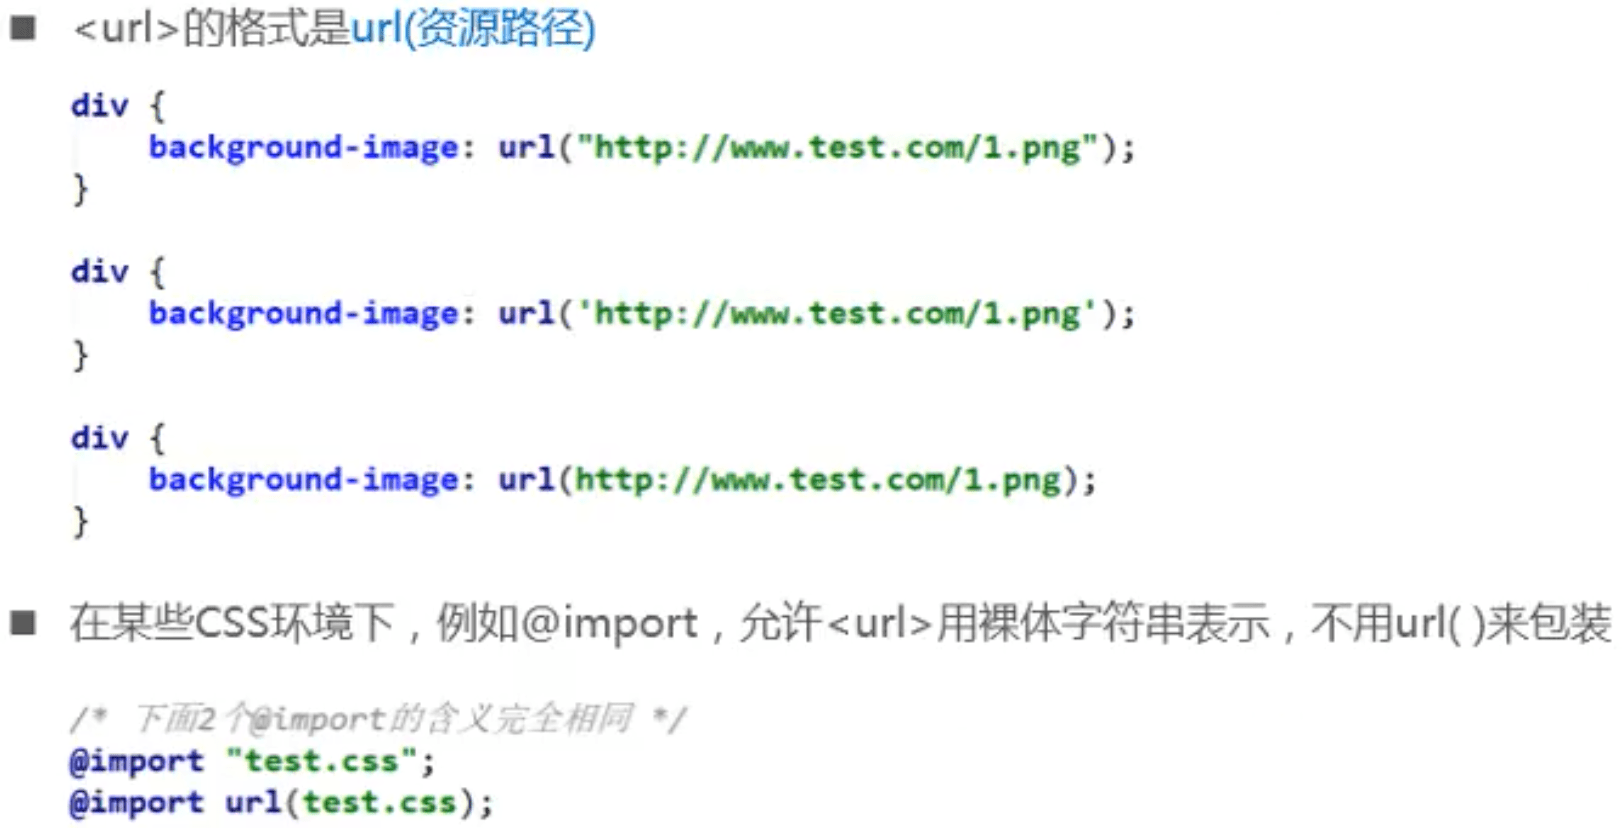 ■ <url>的格式是url(资源路径)
div {
    background-image: url("http://www.test.com/1.png");
}
div {
    background-image: url('http://www.test.com/1.png');
}
div {
    background-image: url(http://www.test.com/1.png);
}
■ 在某些CSS环境下，例如@import，允许<url>用裸体字符串表示，不用url( )来包装
/* 下面2个@import的含义完全相同 */
@import "test.css";
@import url(test.css);